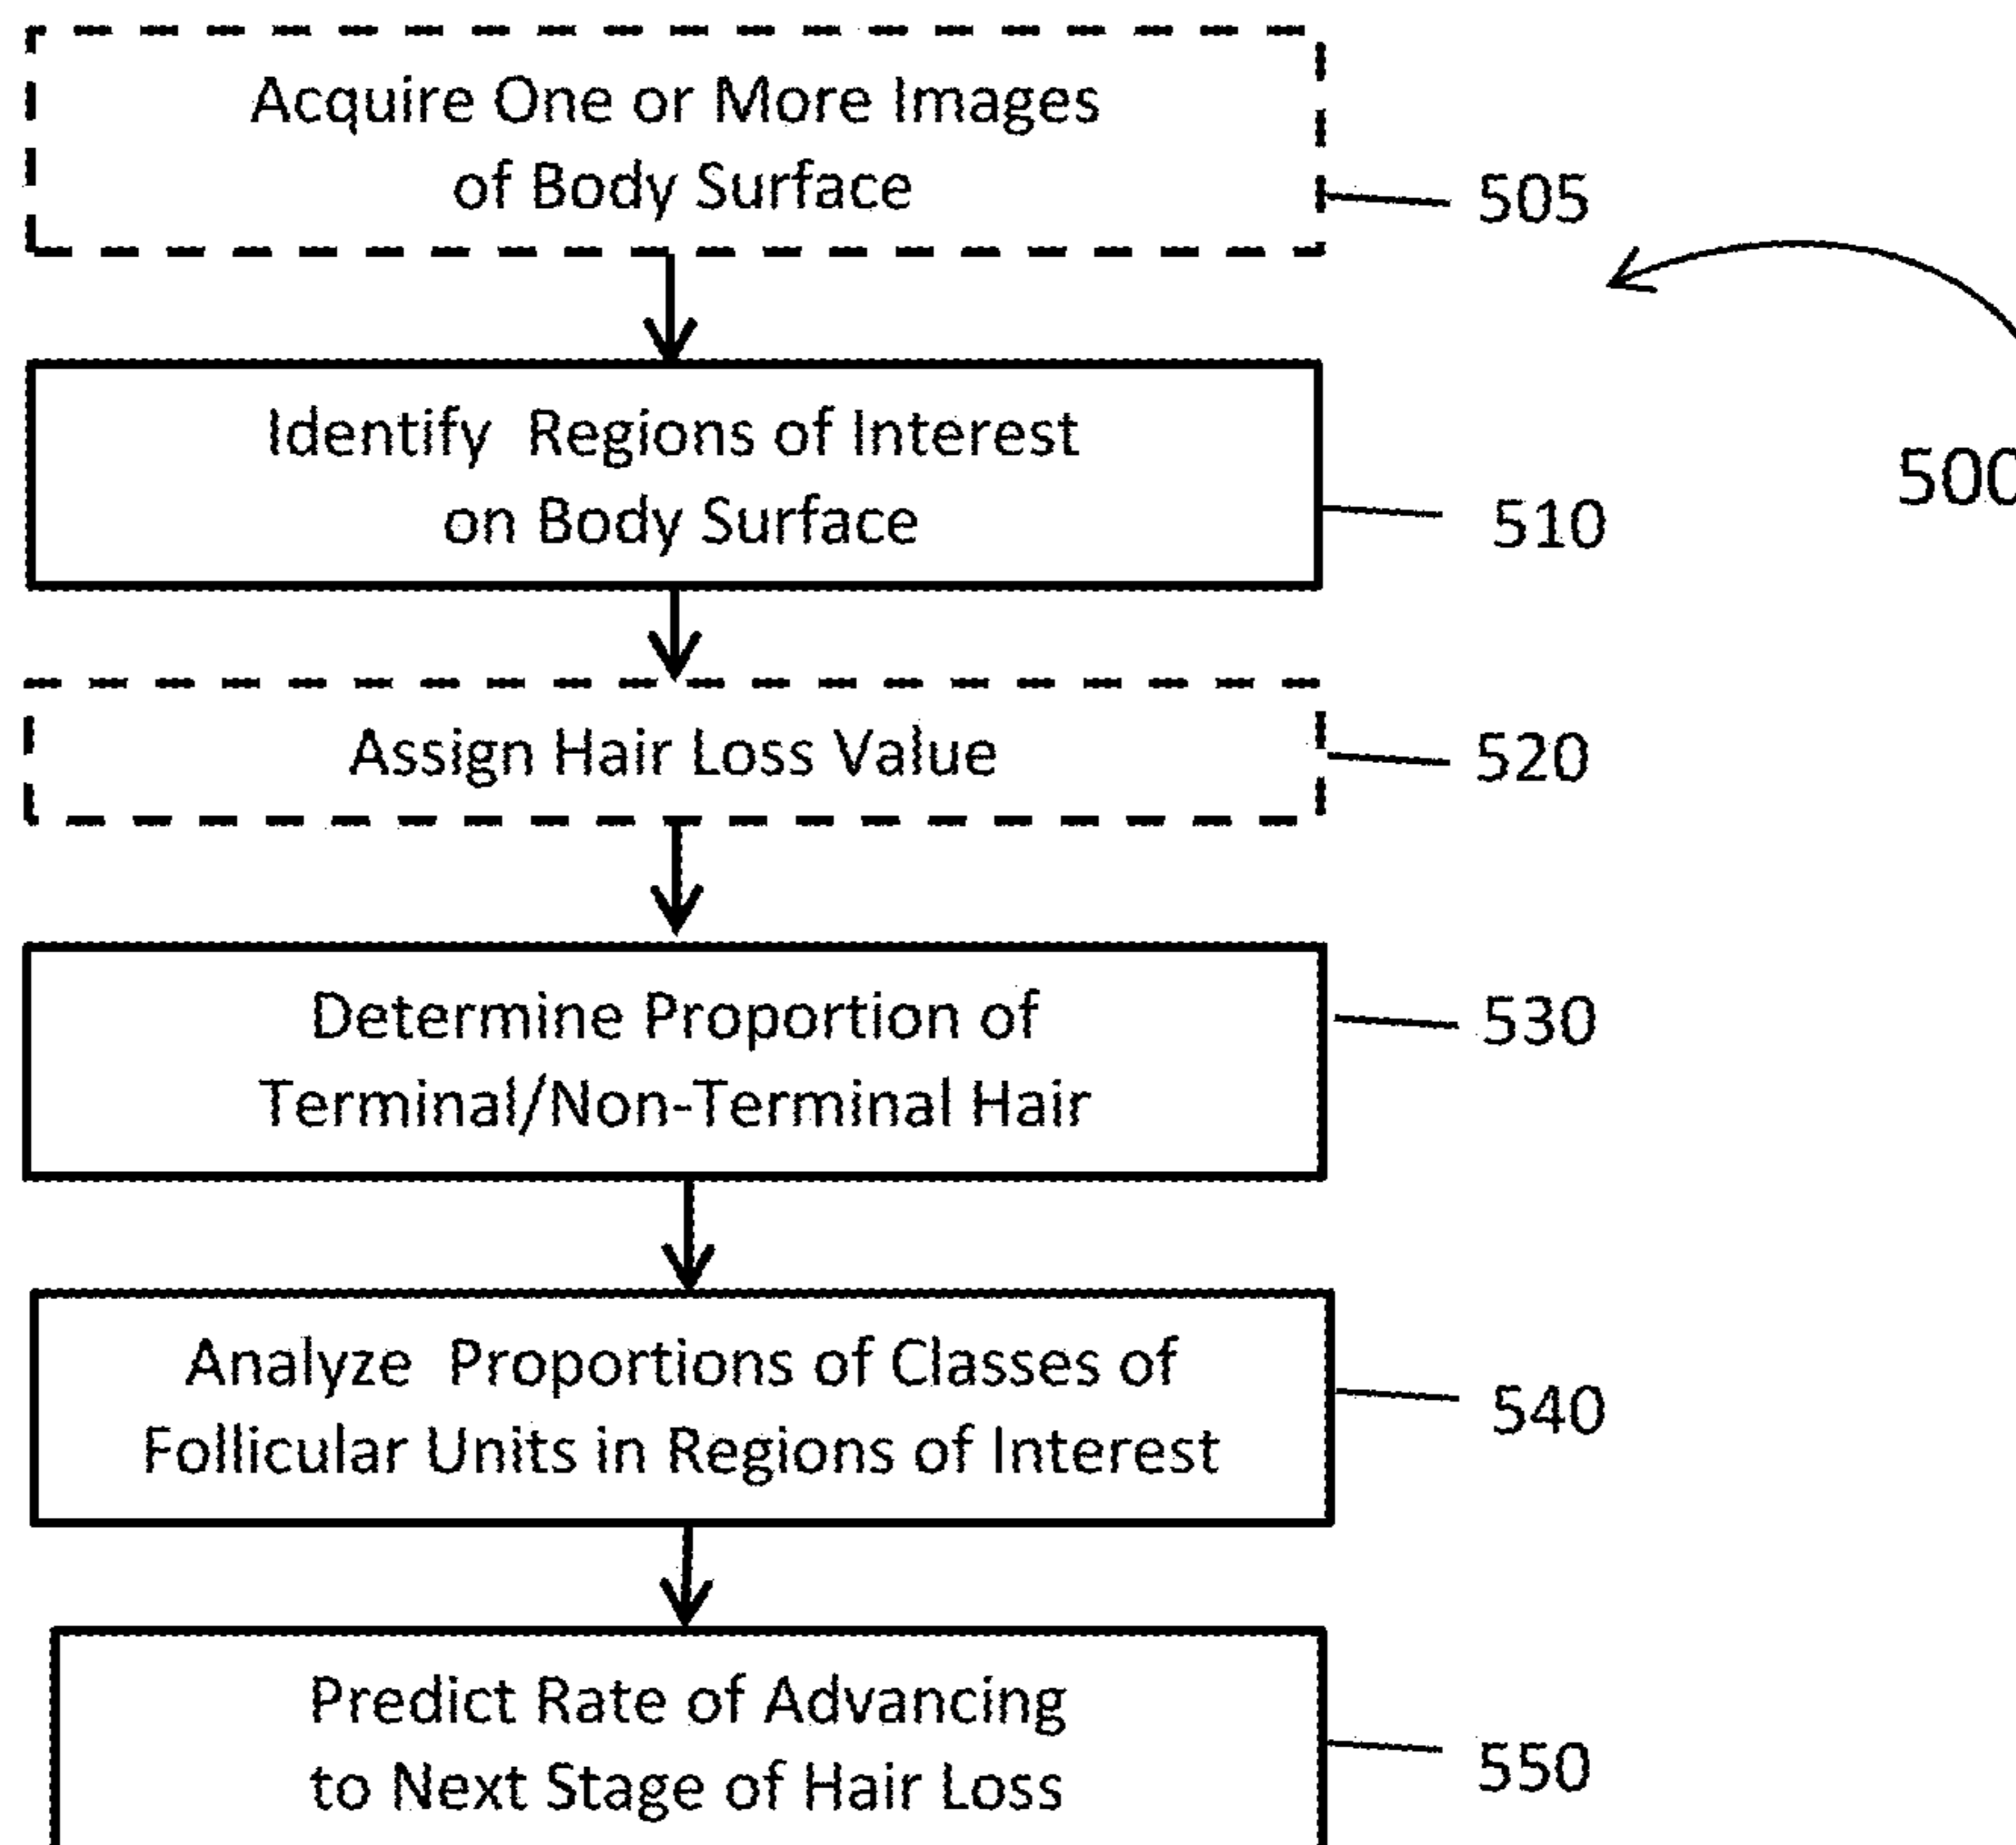 Acquire One or More Images
of Body Surface
505
Identify Regions of Interest
on Body Surface
510
500
Assign Hair Loss Value
520
Determine Proportion of
Terminal/Non-Terminal Hair
530
Analyze Proportions of Classes of
Follicular Units in Regions of Interest
540
Predict Rate of Advancing
to Next Stage of Hair Loss
550